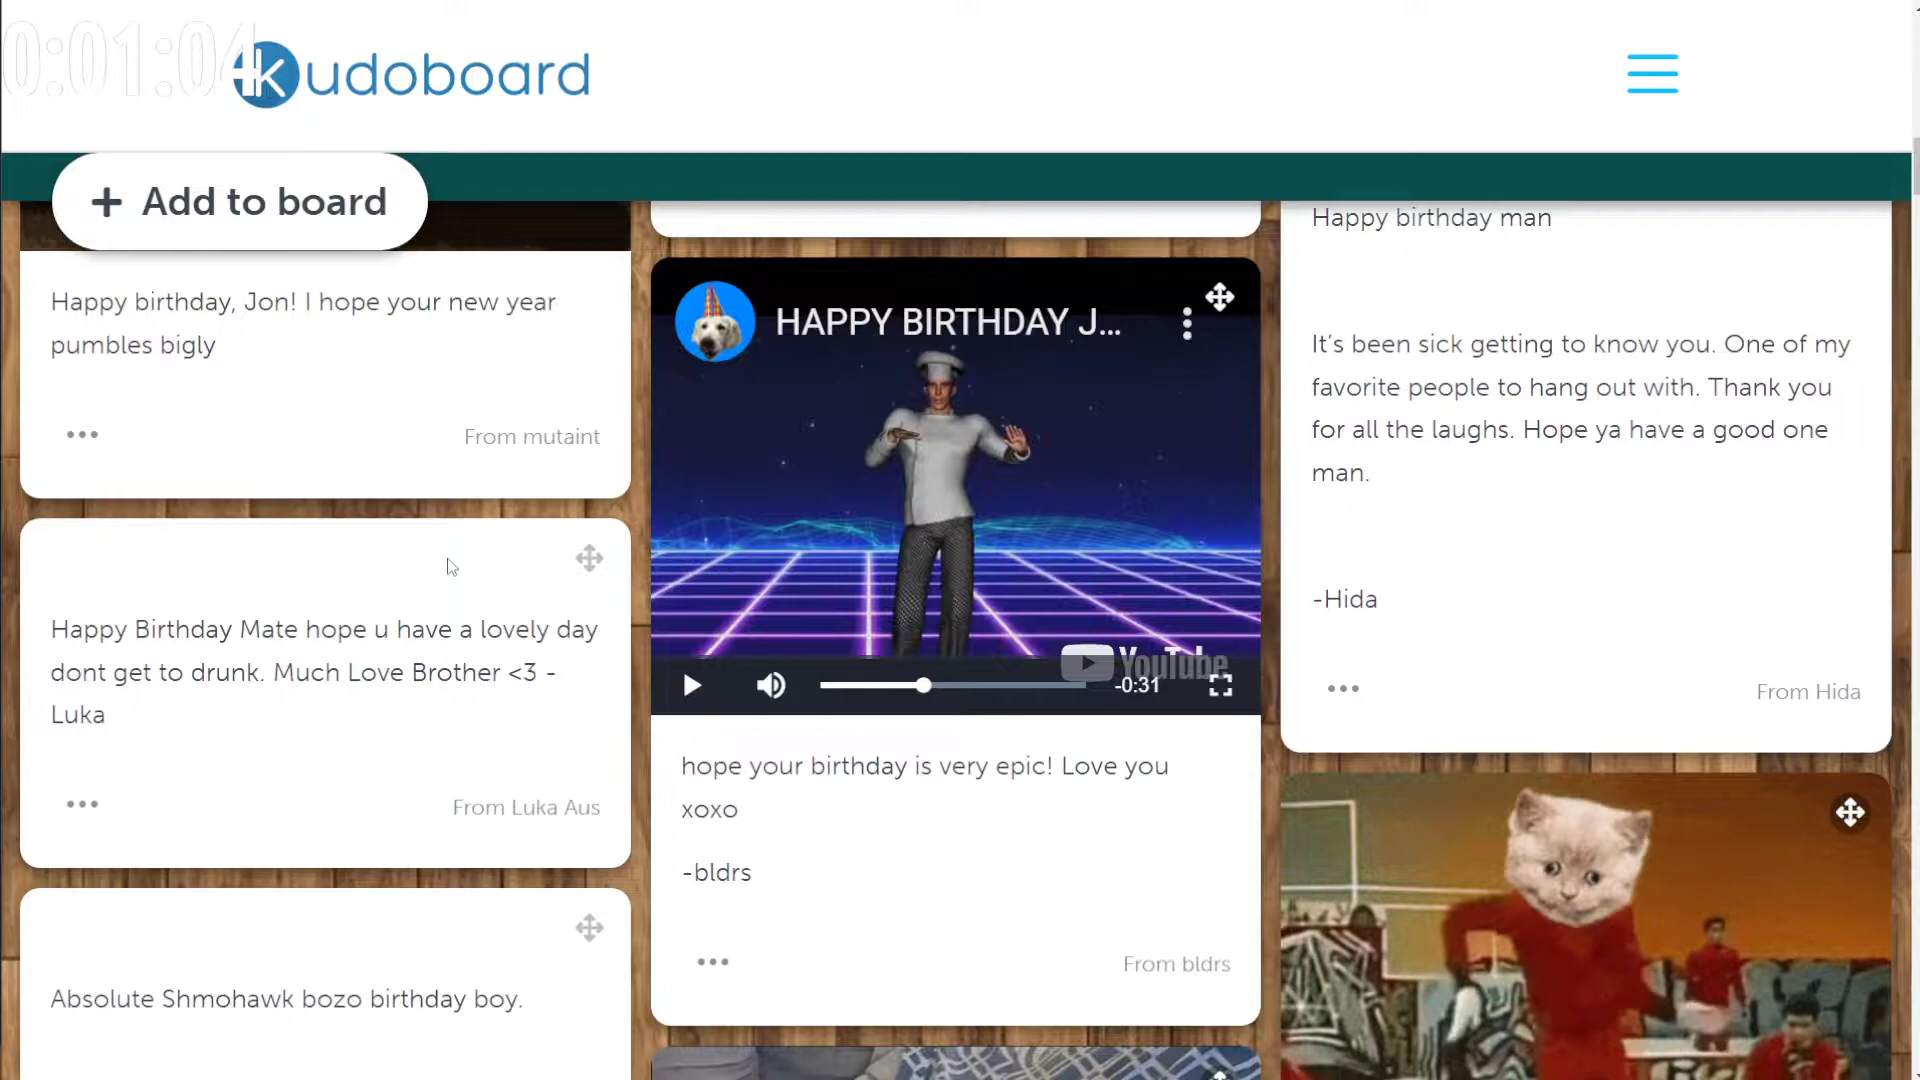 0:01:04
kudoboard
+ Add to board
Happy birthday, Jon! I hope your new year
pumbles bigly
From mutaint
Happy Birthday Mate hope u have a lovely day
dont get to drunk. Much Love Brother <3 -
Luka
From Luka Aus
Absolute Shmohawk bozo birthday boy.
HAPPY BIRTHDAY J...
YouTube
-0:31
hope your birthday is very epic! Love you
xoxo
-bldrs
From bldrs
Happy birthday man
It’s been sick getting to know you. One of my
favorite people to hang out with. Thank you
for all the laughs. Hope ya have a good one
man.
-Hida
From Hida